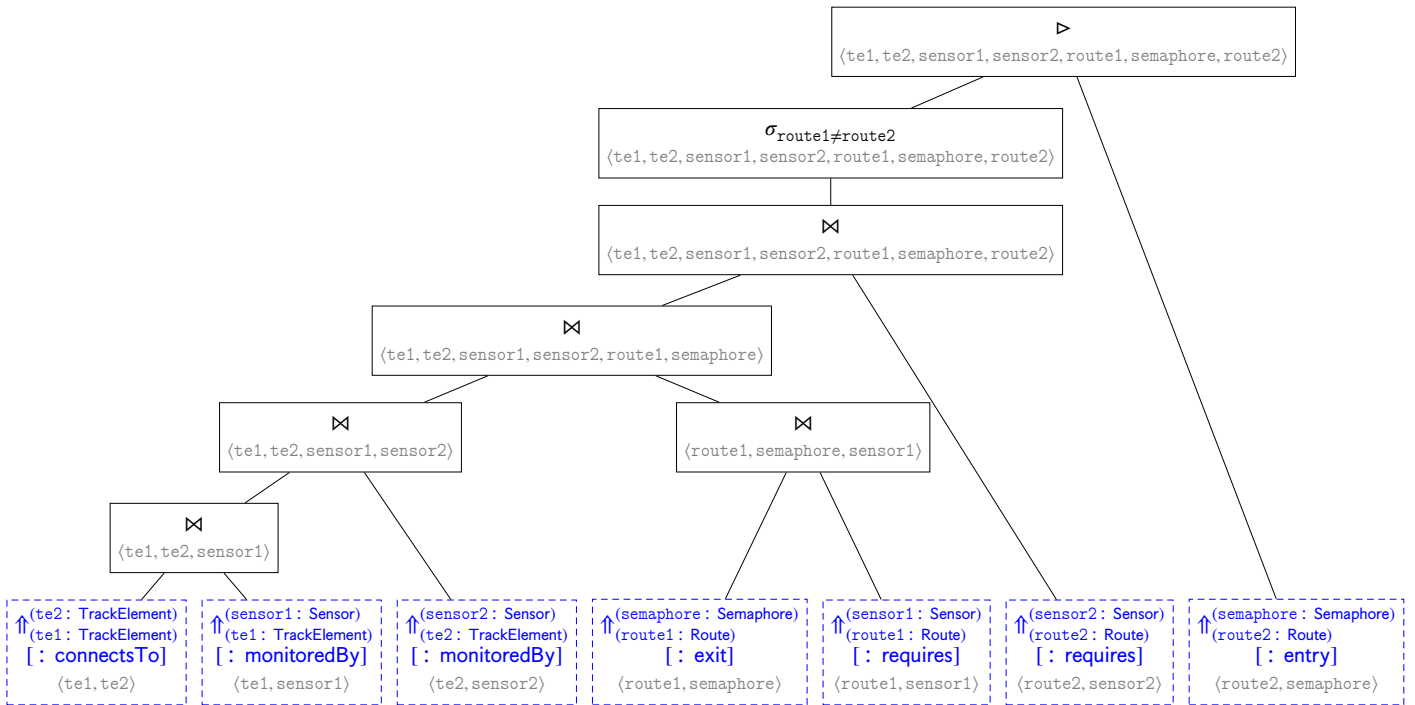 ▷
⟨te1, te2, sensor1, sensor2, route1, semaphore, route2⟩
σroute1≠route2
⟨te1, te2, sensor1, sensor2, route1, semaphore, route2⟩
⋈
⟨te1, te2, sensor1, sensor2, route1, semaphore, route2⟩
⋈
⟨te1, te2, sensor1, sensor2, route1, semaphore⟩
⋈
⟨te1, te2, sensor1, sensor2⟩
⋈
⟨route1, semaphore, sensor1⟩
⋈
⟨te1, te2, sensor1⟩
⇑(te2: TrackElement)
(te1: TrackElement)
[: connectsTo]
⟨te1, te2⟩
⇑(sensor1: Sensor)
(te1: TrackElement)
[: monitoredBy]
⟨te1, sensor1⟩
⇑(sensor2: Sensor)
(te2: TrackElement)
[: monitoredBy]
⟨te2, sensor2⟩
⇑(semaphore: Semaphore)
(route1: Route)
[: exit]
⟨route1, semaphore⟩
⇑(sensor1: Sensor)
(route1: Route)
[: requires]
⟨route1, sensor1⟩
⇑(sensor2: Sensor)
(route2: Route)
[: requires]
⟨route2, sensor2⟩
⇑(semaphore: Semaphore)
(route2: Route)
[: entry]
⟨route2, semaphore⟩